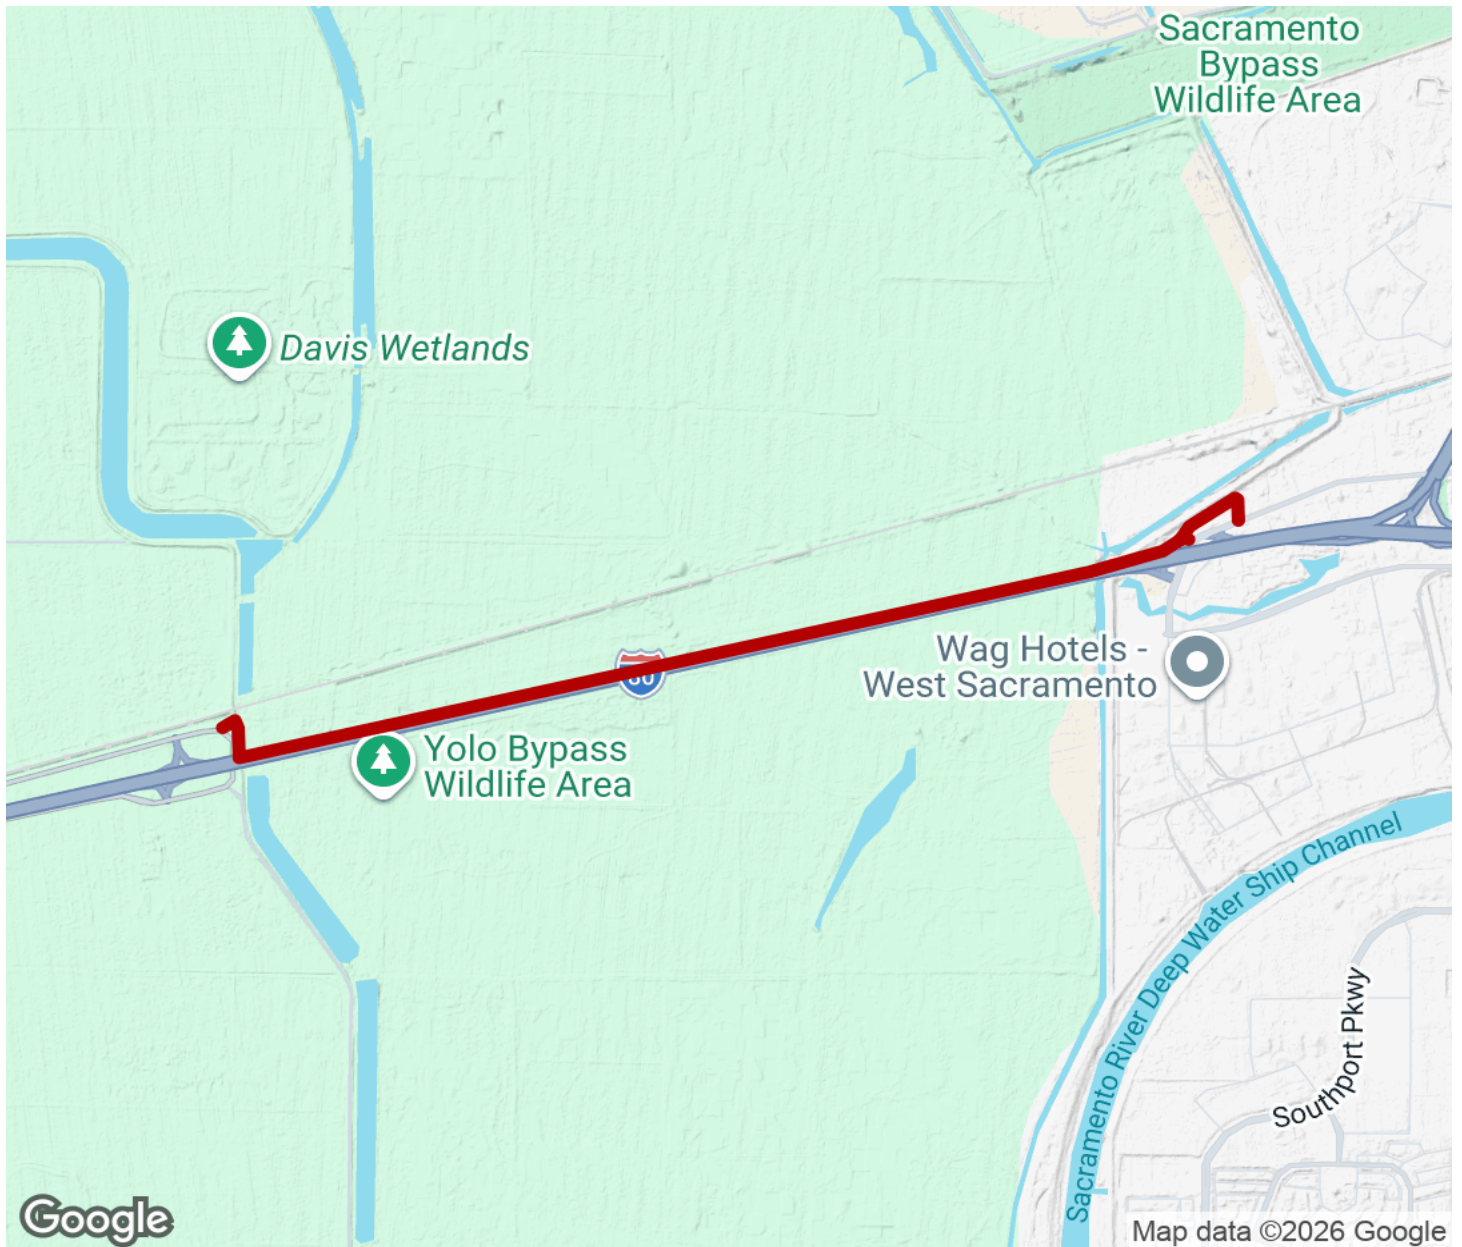 Sacramento
Bypass
Wildlife Area
Davis Wetlands
80
Wag Hotels -
West Sacramento
Yolo Bypass
Wildlife Area
Sacramento River Deep Water Ship Channel
Southport Pkwy
Google
Map data ©2026 Google